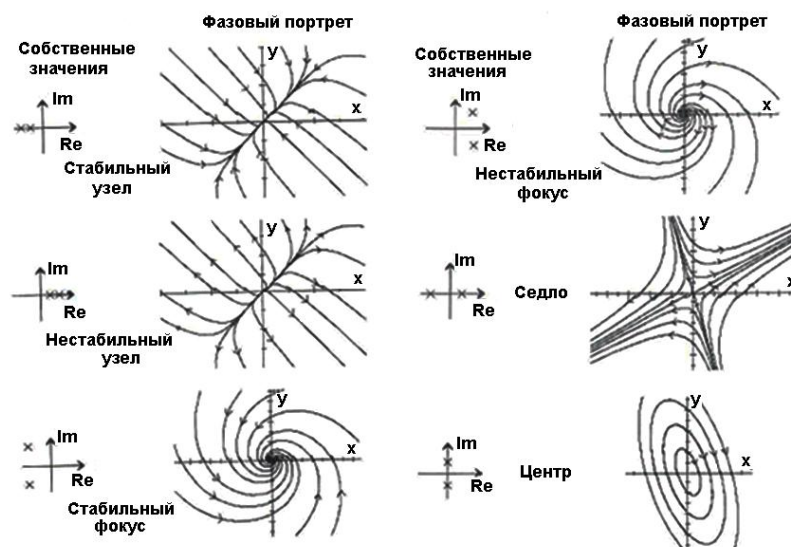 Фазовый портрет
Собственные
значения
Im
Re
y
x
Стабильный
узел
Im
Re
y
x
Нестабильный
узел
Im
Re
y
x
Стабильный
фокус
Фазовый портрет
Собственные
значения
Im
Re
y
x
Нестабильный
фокус
Im
Re
y
x
Седло
Im
Re
y
x
Центр